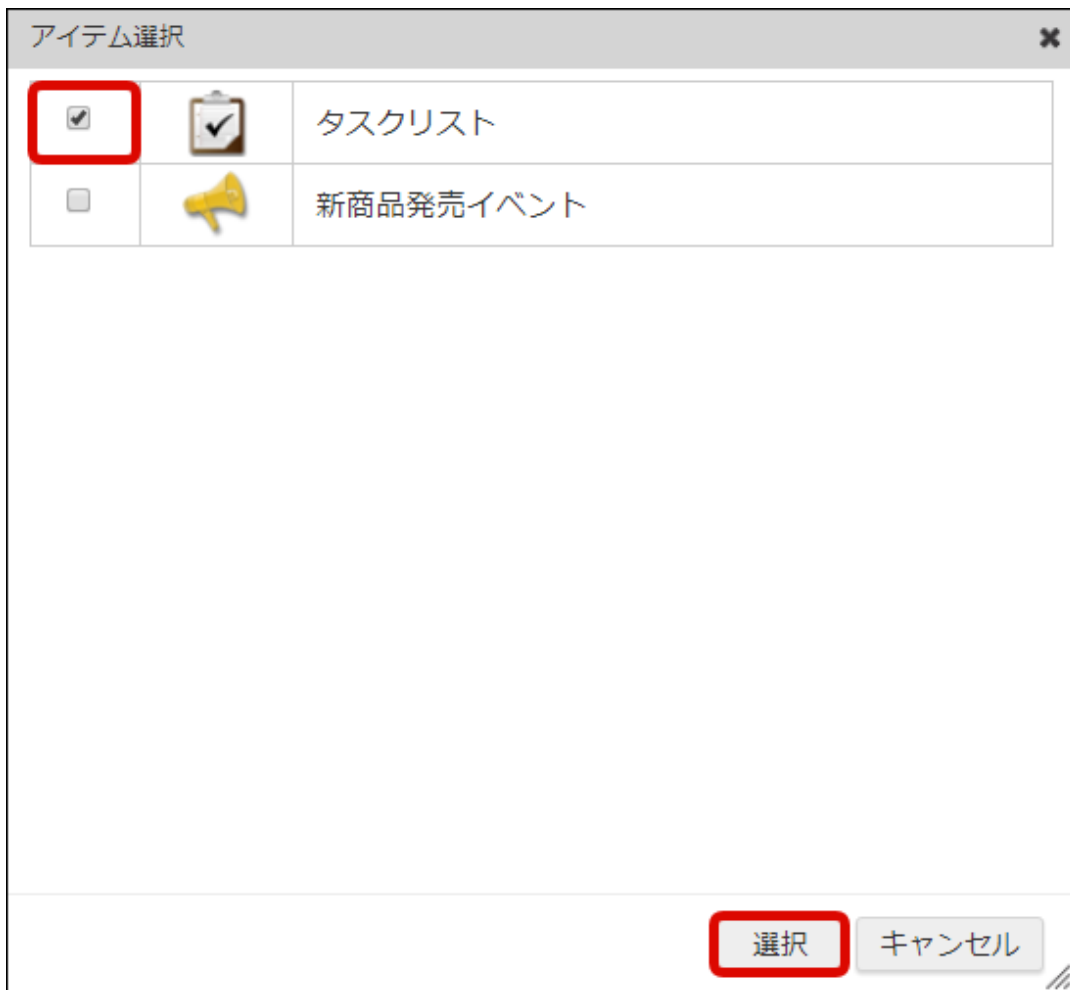 アイテム選択
タスクリスト
新商品発売イベント
選択 キャンセル